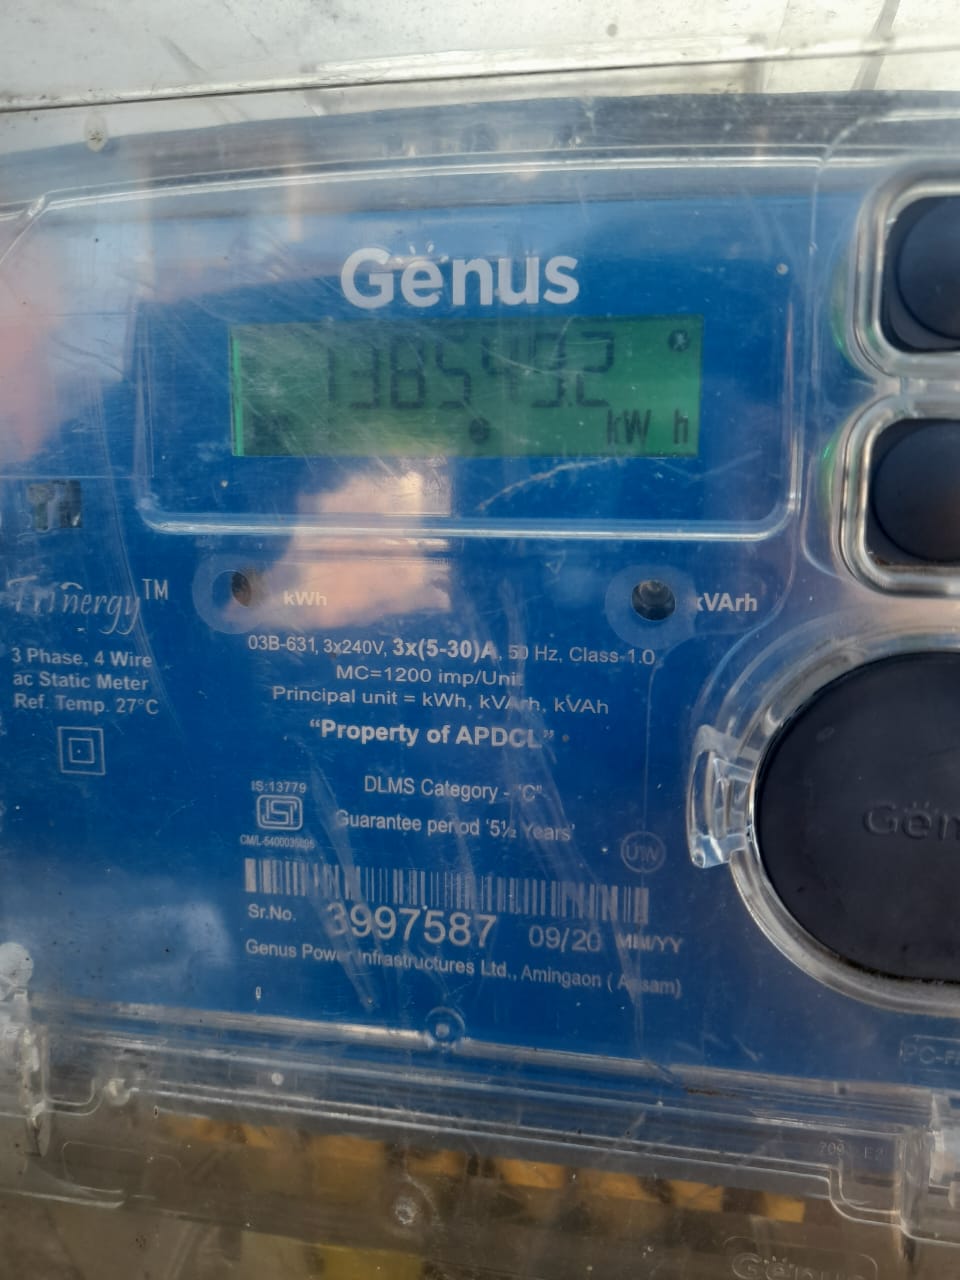 Genus
138549.2
kW h
Trinergy™
kWh
kVArh
3 Phase, 4 Wire
ac Static Meter
Ref. Temp. 27°C
03B-631, 3x240V, 3x(5-30)A, 50 Hz, Class-1.0
MC=1200 imp/Unit
Principal unit = kWh, kVArh, kVAh
“Property of APDCL”
IS:13779
DLMS Category - 'C'
Guarantee period '5½ Years'
Sr.No. 3997587 09/20 MM/YY
Genus Power Infrastructures Ltd., Amingaon (Assam)